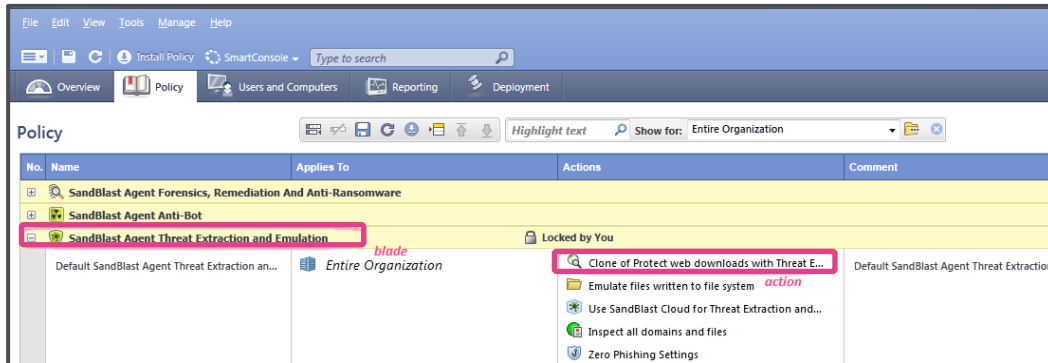 File Edit View Tools Manage Help
Install Policy SmartConsole Type to search
Overview Policy Users and Computers Reporting Deployment
Policy Highlight text Show for: Entire Organization
No. Name Applies To Actions Comment
SandBlast Agent Forensics, Remediation And Anti-Ransomware
SandBlast Agent Anti-Bot
SandBlast Agent Threat Extraction and Emulation Locked by You
blade
Default SandBlast Agent Threat Extraction an... Entire Organization Clone of Protect web downloads with Threat E... Default SandBlast Agent Threat Extractio
action
Emulate files written to file system
Use SandBlast Cloud for Threat Extraction and...
Inspect all domains and files
Zero Phishing Settings